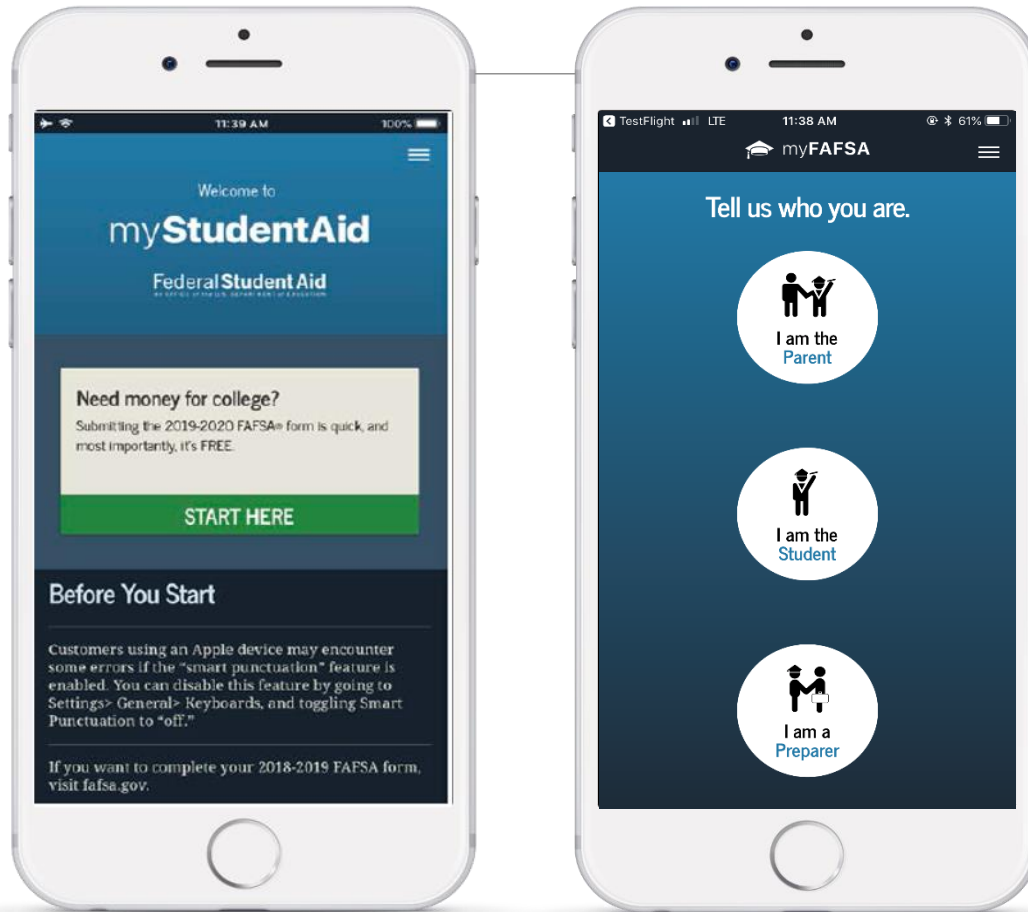 11:39 AM
100%
Welcome to
myStudentAid
Federal Student Aid
Need money for college?
Submitting the 2019-2020 FAFSA® form is quick, and
most importantly, it's FREE.
START HERE
Before You Start
Customers using an Apple device may encounter
some errors if the "smart punctuation" feature is
enabled. You can disable this feature by going to
Settings> General> Keyboards, and toggling Smart
Punctuation to "off."
If you want to complete your 2018-2019 FAFSA form,
visit fafsa.gov.
TestFlight LTE
11:38 AM
61%
myFAFSA
Tell us who you are.
I am the
Parent
I am the
Student
I am a
Preparer